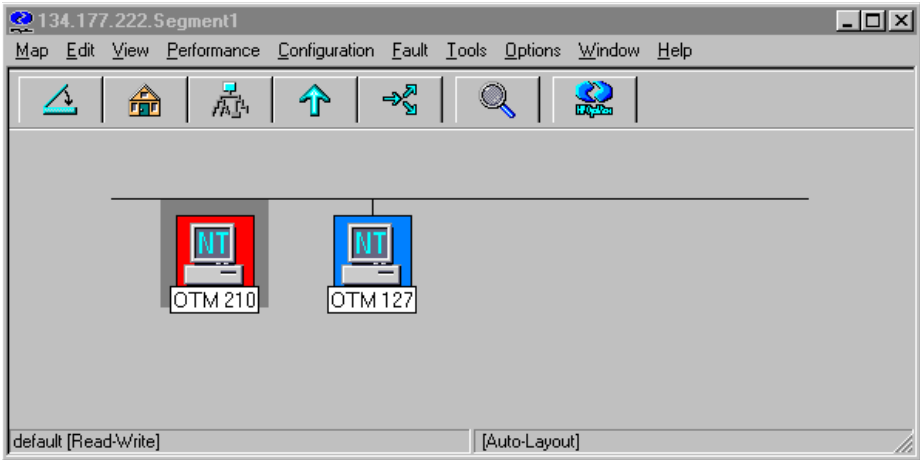 134.177.222.Segment1
Map Edit View Performance Configuration Fault Tools Options Window Help
NT NT
OTM 210 OTM 127
default [Read-Write] [Auto-Layout]